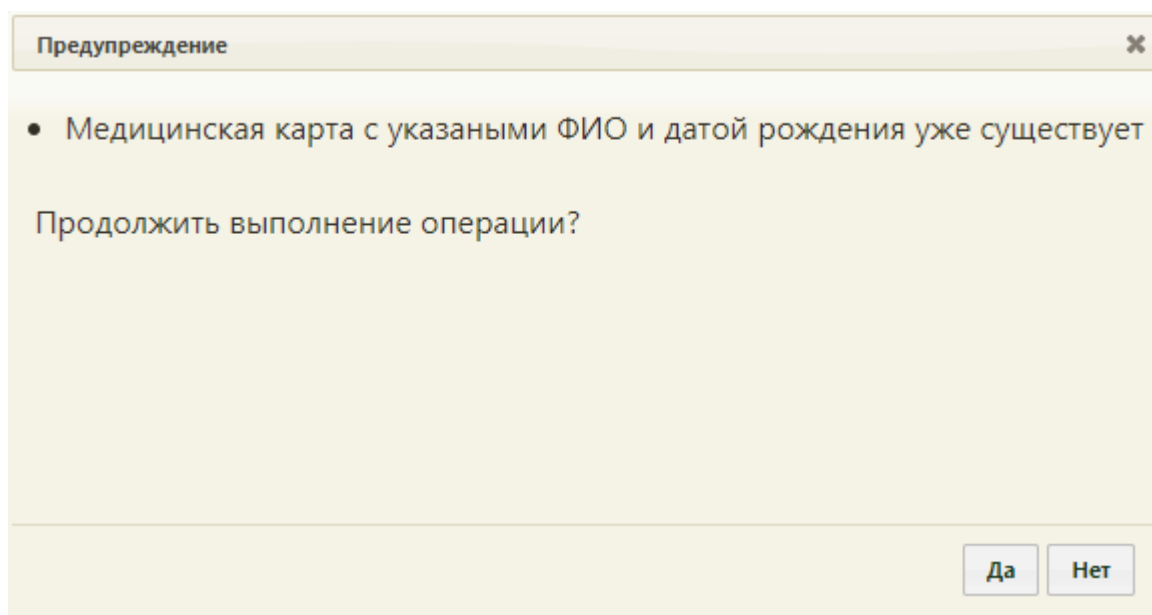 Предупреждение
• Медицинская карта с указаными ФИО и датой рождения уже существует
Продолжить выполнение операции?
Да Нет